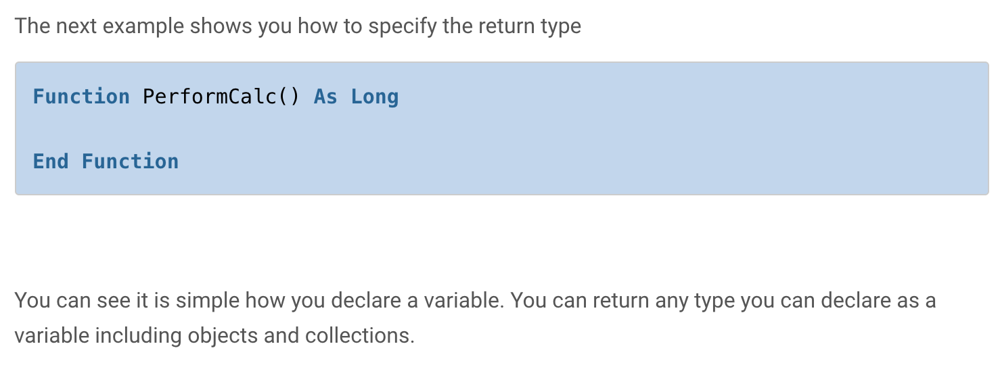 The next example shows you how to specify the return type
Function PerformCalc() As Long
End Function
You can see it is simple how you declare a variable. You can return any type you can declare as a
variable including objects and collections.